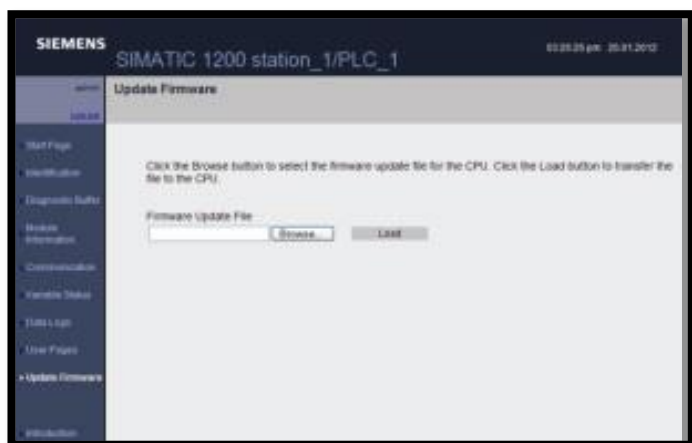 SIEMENS
SIMATIC 1200 station_1/PLC_1
admin
Update Firmware
Start Page
Identification
Diagnostic Buffer
Module
Information
Communication
Variable Status
Data Logs
User Pages
Update Firmware
Introduction
Click the Browse button to select the firmware update file for the CPU. Click the Load button to transfer the
file to the CPU.
Firmware Update File
Browse... Load